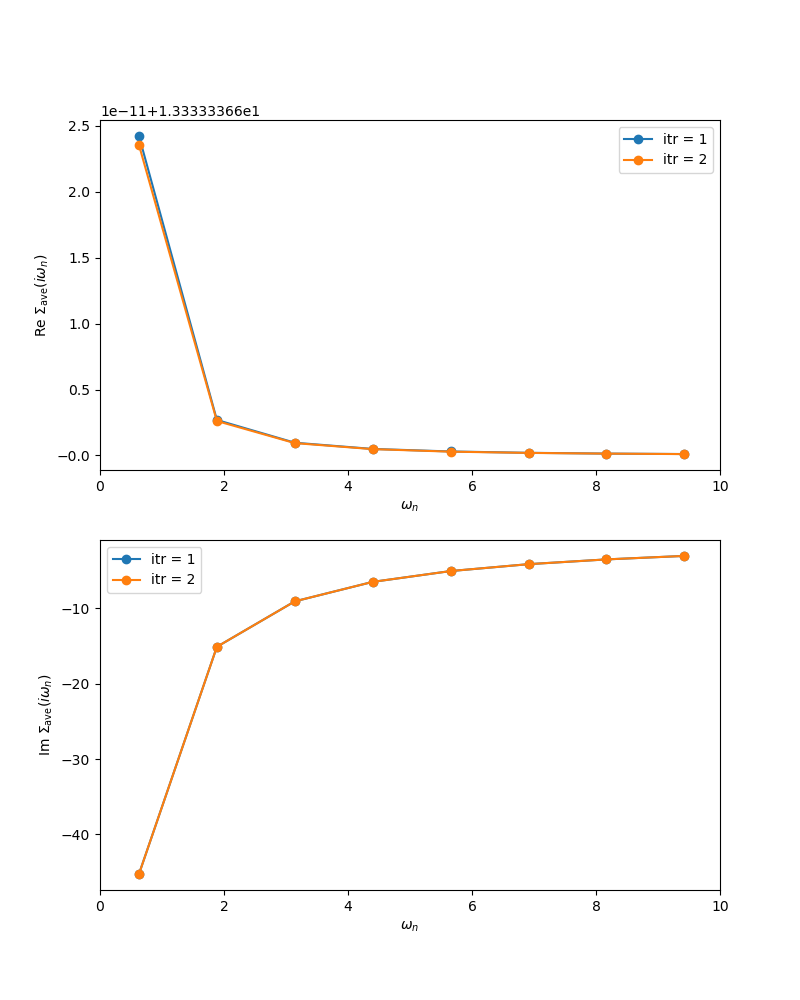 1e−11+1.33333366e1
2.5
2.0
1.5
1.0
0.5
−0.0
Re Σave(iωn)
itr = 1
itr = 2
0 2 4 6 8 10
ωn
itr = 1
itr = 2
−10
−20
−30
−40
Im Σave(iωn)
0 2 4 6 8 10
ωn